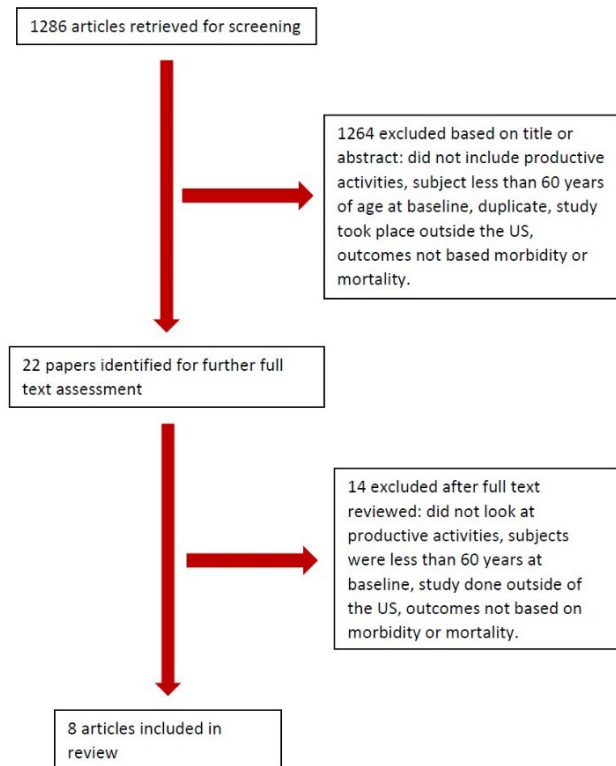 1286 articles retrieved for screening
1264 excluded based on title or
abstract: did not include productive
activities, subject less than 60 years
of age at baseline, duplicate, study
took place outside the US,
outcomes not based morbidity or
mortality.
22 papers identified for further full
text assessment
14 excluded after full text
reviewed: did not look at
productive activities, subjects
were less than 60 years at
baseline, study done outside of
the US, outcomes not based on
morbidity or mortality.
8 articles included in
review